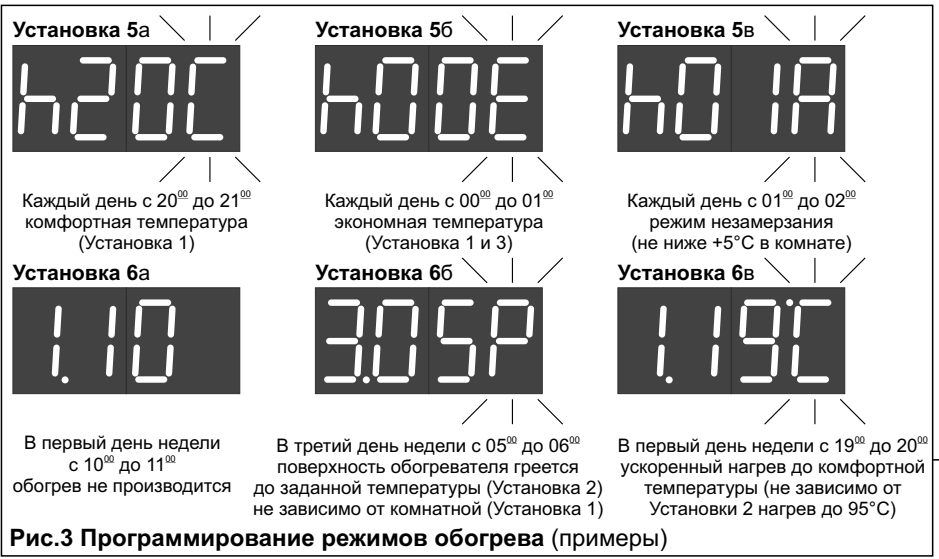 Установка 5а
Установка 5б
Установка 5в
h20C
h00E
h01A
Каждый день с 20⁰⁰ до 21⁰⁰
комфортная температура
(Установка 1)
Каждый день с 00⁰⁰ до 01⁰⁰
экономная температура
(Установка 1 и 3)
Каждый день с 01⁰⁰ до 02⁰⁰
режим незамерзания
(не ниже +5°С в комнате)
Установка 6а
Установка 6б
Установка 6в
1.10
3.05P
1.19°C
В первый день недели
с 10⁰⁰ до 11⁰⁰
обогрев не производится
В третий день недели с 05⁰⁰ до 06⁰⁰
поверхность обогревателя греется
до заданной температуры (Установка 2)
не зависимо от комнатной (Установка 1)
В первый день недели с 19⁰⁰ до 20⁰⁰
ускоренный нагрев до комфортной
температуры (не зависимо от
Установки 2 нагрев до 95°С)
Рис.3 Программирование режимов обогрева (примеры)